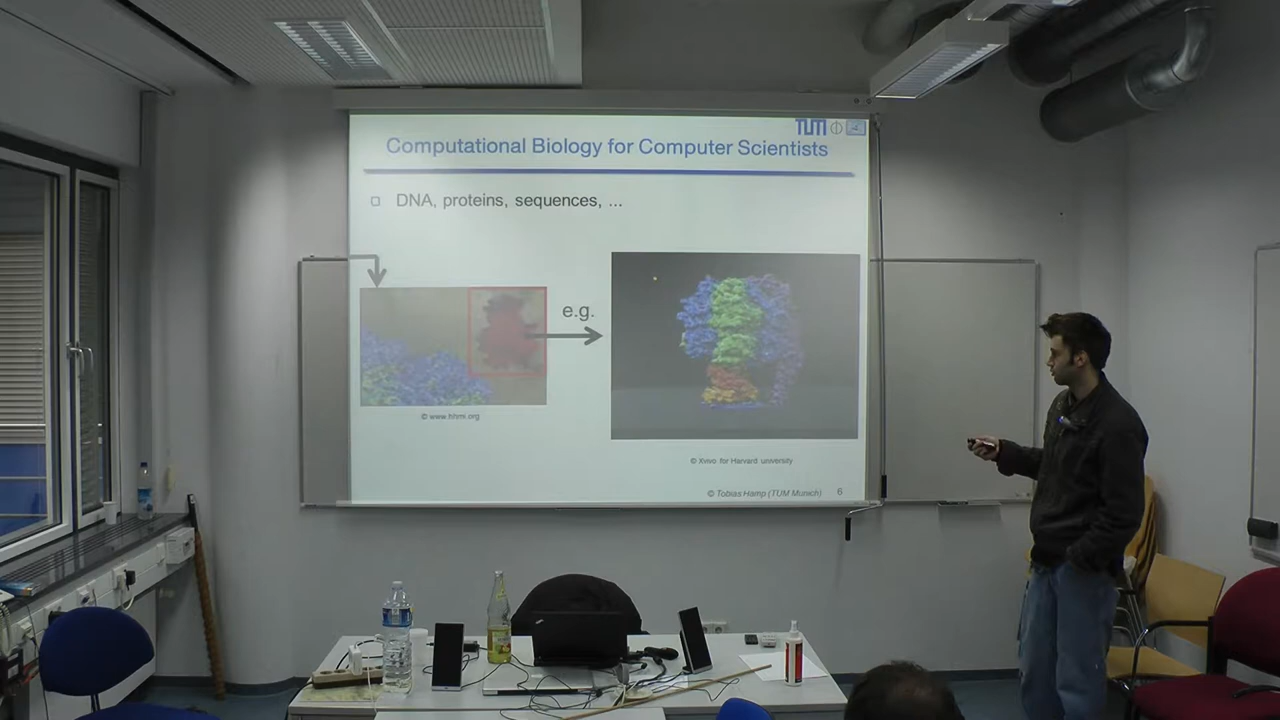 TUM
Computational Biology for Computer Scientists
DNA, proteins, sequences, ...
e.g.
© www.hhmi.org
© Xvivo for Harvard university
© Tobias Hamp (TUM Munich) 6